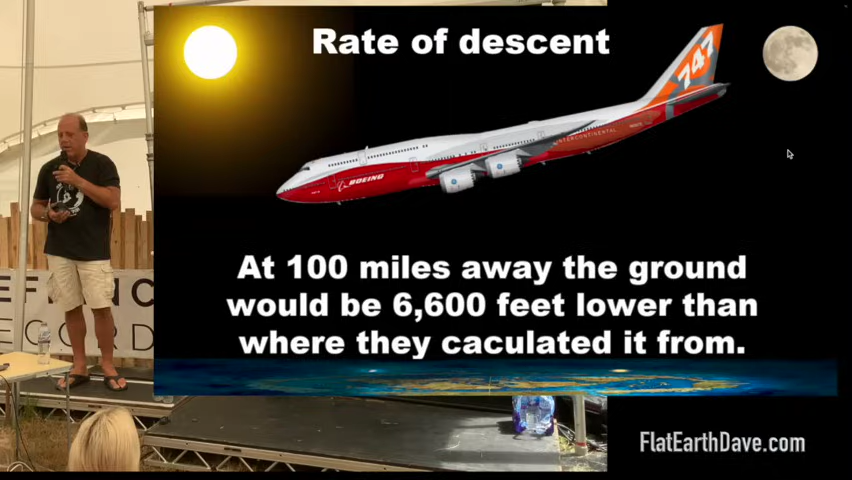 Rate of descent
747
BOEING
INTERCONTINENTAL
At 100 miles away the ground
would be 6,600 feet lower than
where they caculated it from.
FlatEarthDave.com